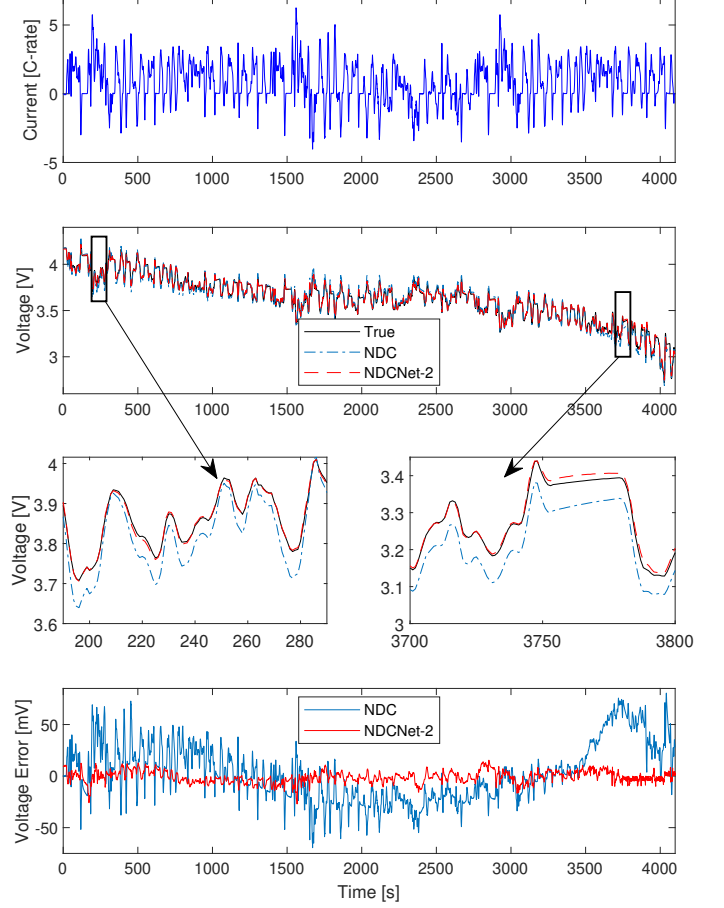 5
0
-5
Current [C-rate]
0 500 1000 1500 2000 2500 3000 3500 4000
4
3.5
3
Voltage [V]
True
NDC
NDCNet-2
0 500 1000 1500 2000 2500 3000 3500 4000
4
3.9
3.8
3.7
3.6
Voltage [V]
200 220 240 260 280
3.4
3.3
3.2
3.1
3
3700 3750 3800
50
0
-50
Voltage Error [mV]
NDC
NDCNet-2
0 500 1000 1500 2000 2500 3000 3500 4000
Time [s]